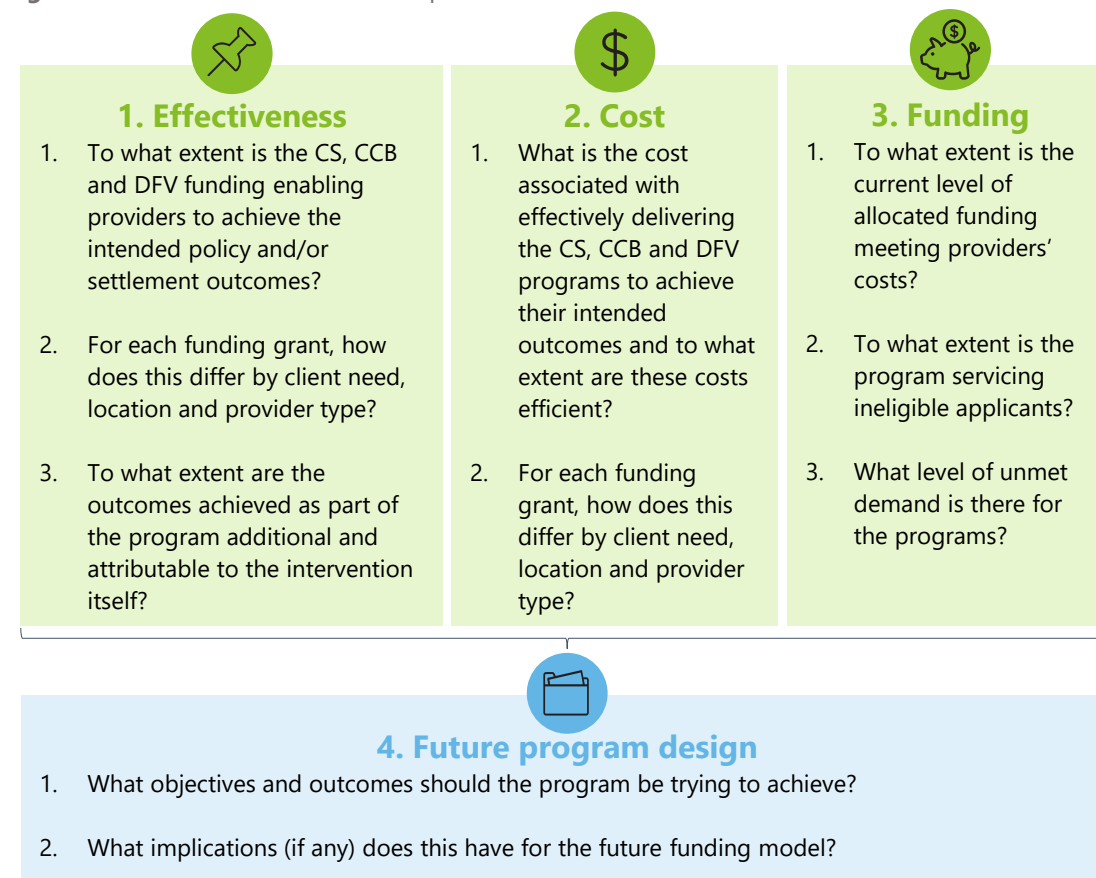 1. Effectiveness
1. To what extent is the CS, CCB
and DFV funding enabling
providers to achieve the
intended policy and/or
settlement outcomes?
2. For each funding grant, how
does this differ by client need,
location and provider type?
3. To what extent are the
outcomes achieved as part of
the program additional and
attributable to the intervention
itself?
$
2. Cost
1. What is the cost
associated with
effectively delivering
the CS, CCB and DFV
programs to achieve
their intended
outcomes and to what
extent are these costs
efficient?
2. For each funding
grant, how does this
differ by client need,
location and provider
type?
$
3. Funding
1. To what extent is the
current level of
allocated funding
meeting providers’
costs?
2. To what extent is the
program servicing
ineligible applicants?
3. What level of unmet
demand is there for
the programs?
4. Future program design
1. What objectives and outcomes should the program be trying to achieve?
2. What implications (if any) does this have for the future funding model?